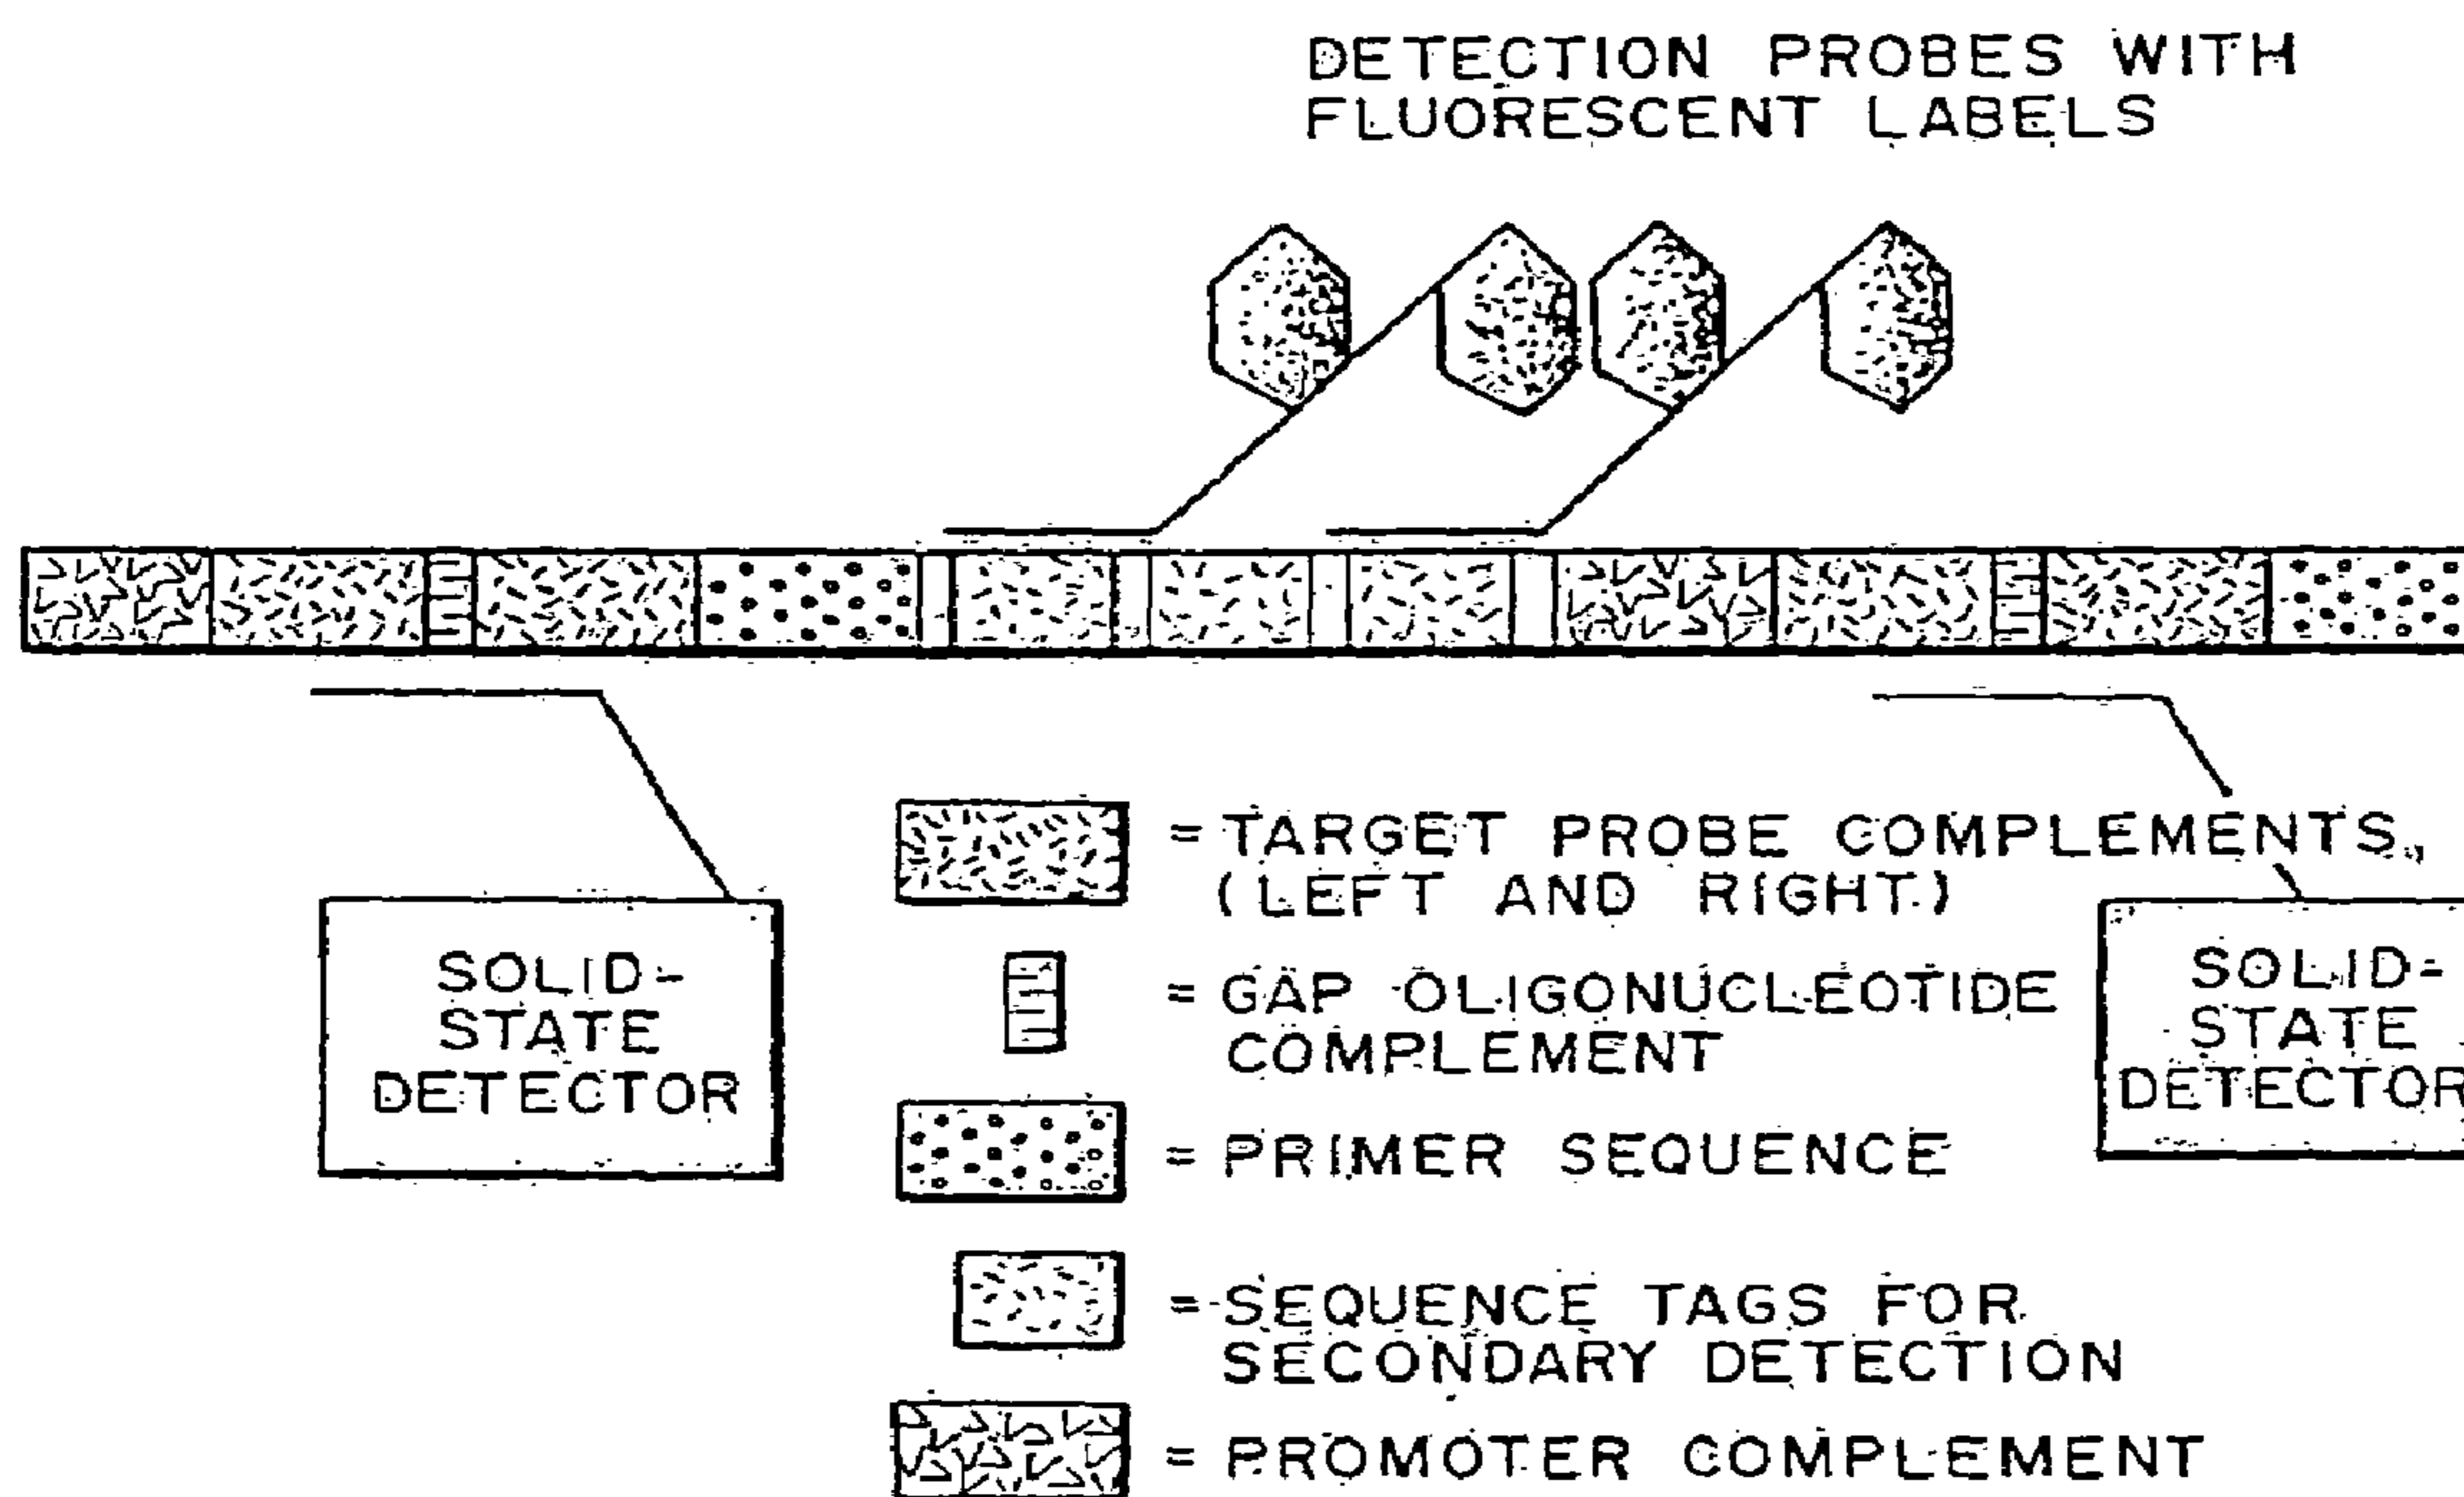 DETECTION PROBES WITH
FLUORESCENT LABELS
SOLID-
STATE
DETECTOR
= TARGET PROBE COMPLEMENTS,
(LEFT AND RIGHT)
= GAP OLIGONUCLEOTIDE
COMPLEMENT
= PRIMER SEQUENCE
= SEQUENCE TAGS FOR
SECONDARY DETECTION
= PROMOTER COMPLEMENT
SOLID-
STATE
DETECTOR